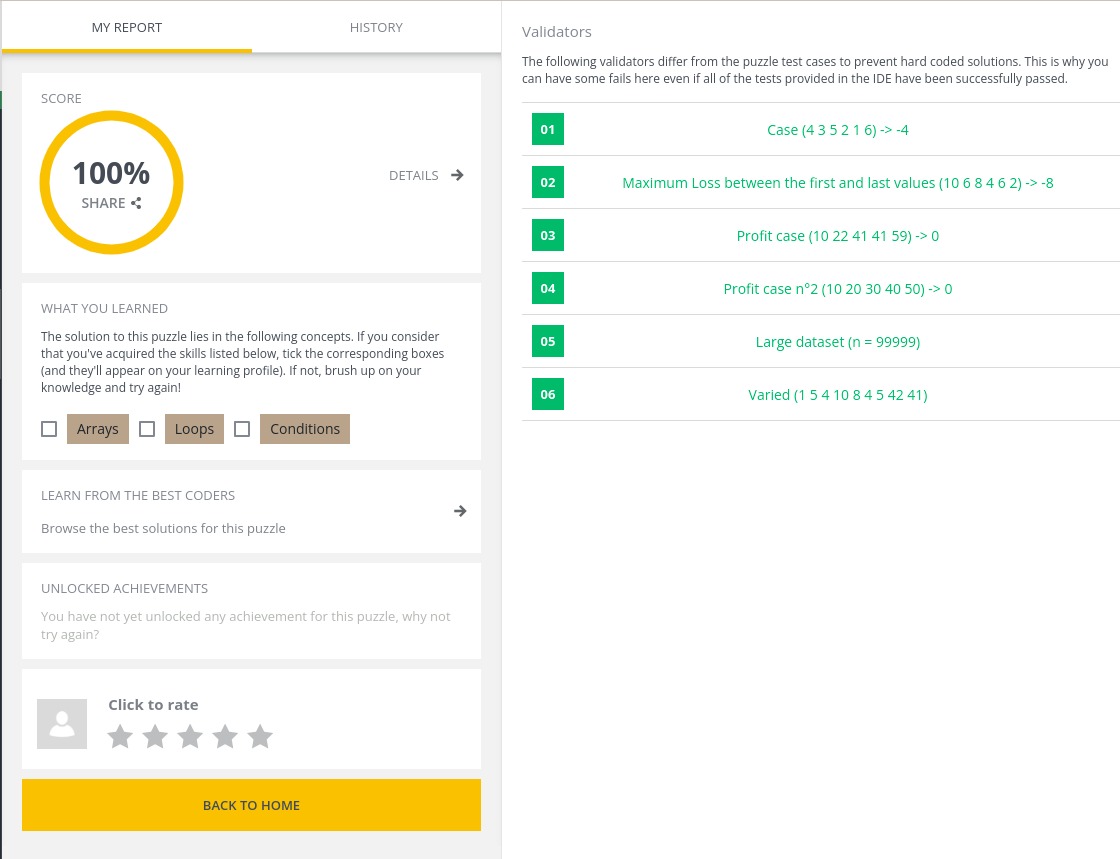 MY REPORT
HISTORY
SCORE
100%
SHARE
DETAILS
WHAT YOU LEARNED
The solution to this puzzle lies in the following concepts. If you consider
that you've acquired the skills listed below, tick the corresponding boxes
(and they'll appear on your learning profile). If not, brush up on your
knowledge and try again!
Arrays
Loops
Conditions
LEARN FROM THE BEST CODERS
Browse the best solutions for this puzzle
UNLOCKED ACHIEVEMENTS
You have not yet unlocked any achievement for this puzzle, why not
try again?
Click to rate
BACK TO HOME
Validators
The following validators differ from the puzzle test cases to prevent hard coded solutions. This is why you
can have some fails here even if all of the tests provided in the IDE have been successfully passed.
01 Case (4 3 5 2 1 6) -> -4
02 Maximum Loss between the first and last values (10 6 8 4 6 2) -> -8
03 Profit case (10 22 41 41 59) -> 0
04 Profit case n°2 (10 20 30 40 50) -> 0
05 Large dataset (n = 99999)
06 Varied (1 5 4 10 8 4 5 42 41)